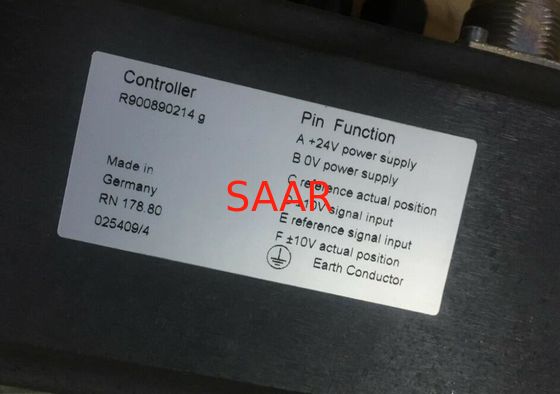 Controller
R900890214 g
Made in
Germany
RN 178.80
025409/4
Pin Function
A +24V power supply
B 0V power supply
C reference actual position
10V signal input
E reference signal input
F ±10V actual position
Earth Conductor
SAAR